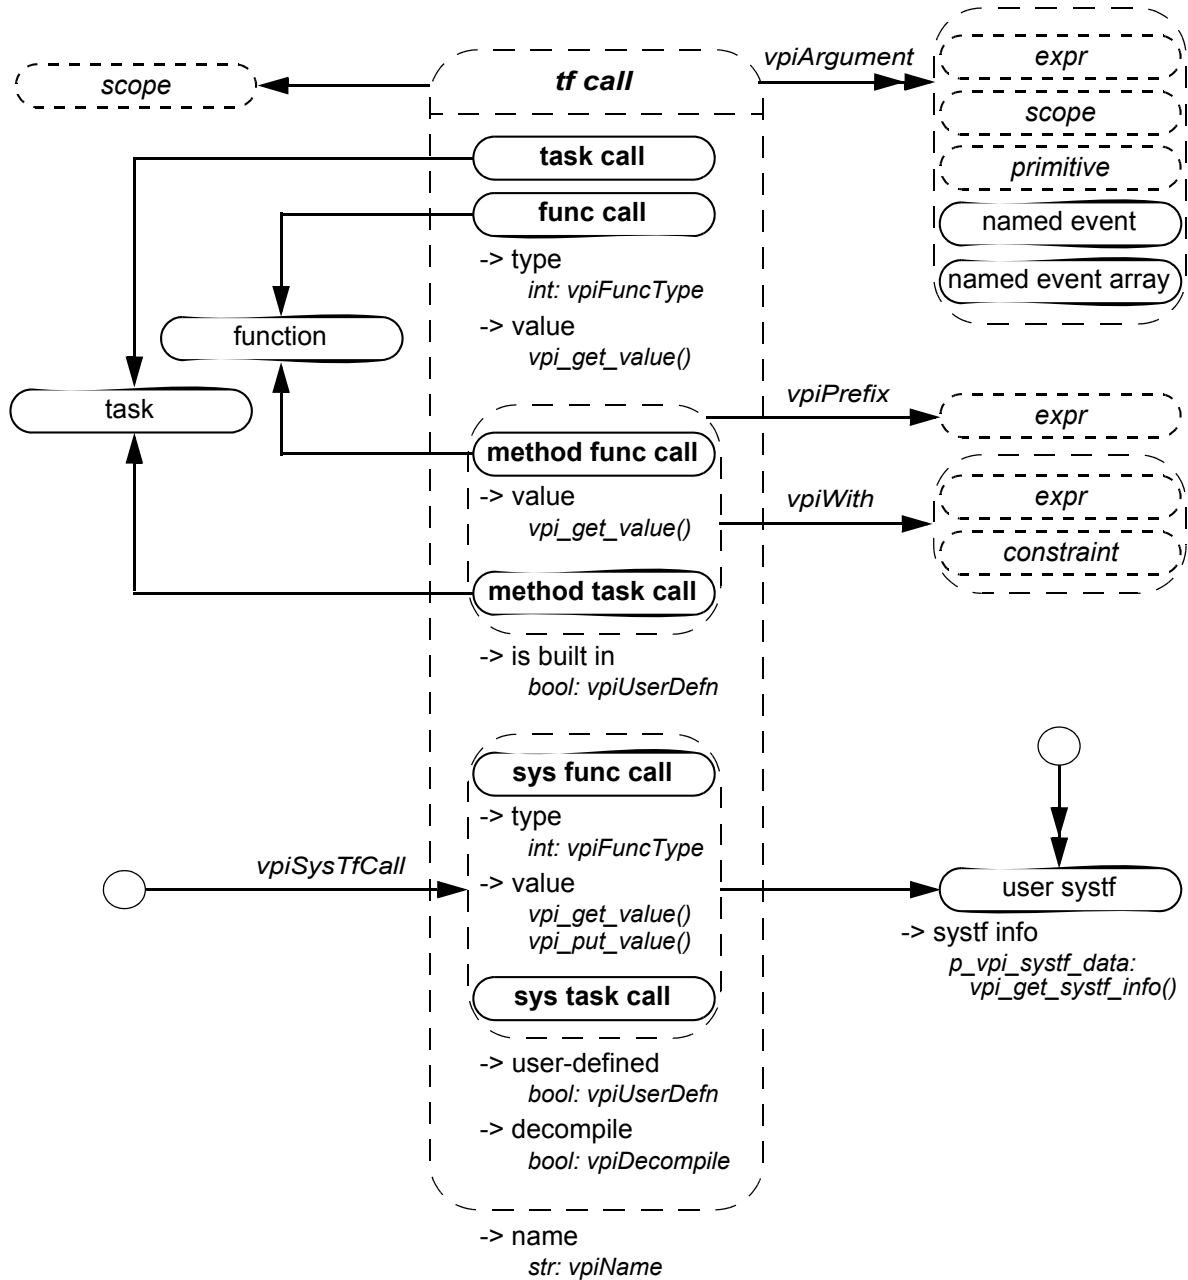 vpiArgument
tf call
scope
expr
scope
primitive
named event
named event array
task call
func call
-> type
int: vpiFuncType
-> value
vpi_get_value()
function
task
vpiPrefix
expr
method func call
-> value
vpi_get_value()
vpiWith
expr
constraint
method task call
-> is built in
bool: vpiUserDefn
sys func call
-> type
int: vpiFuncType
-> value
vpi_get_value()
vpi_put_value()
vpiSysTfCall
user systf
-> systf info
p_vpi_systf_data:
vpi_get_systf_info()
sys task call
-> user-defined
bool: vpiUserDefn
-> decompile
bool: vpiDecompile
-> name
str: vpiName